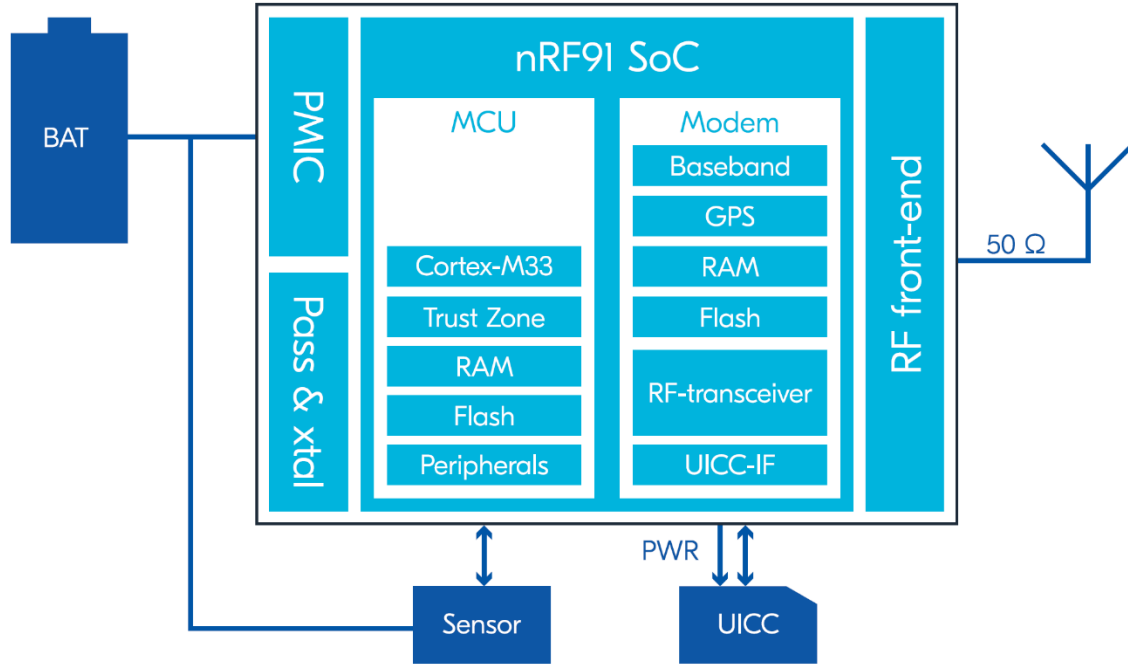 BAT
PMIC
Pass & xtal
nRF91 SoC
MCU
Cortex-M33
Trust Zone
RAM
Flash
Peripherals
Modem
Baseband
GPS
RAM
Flash
RF-transceiver
UICC-IF
RF front-end
50 Ω
PWR
Sensor
UICC